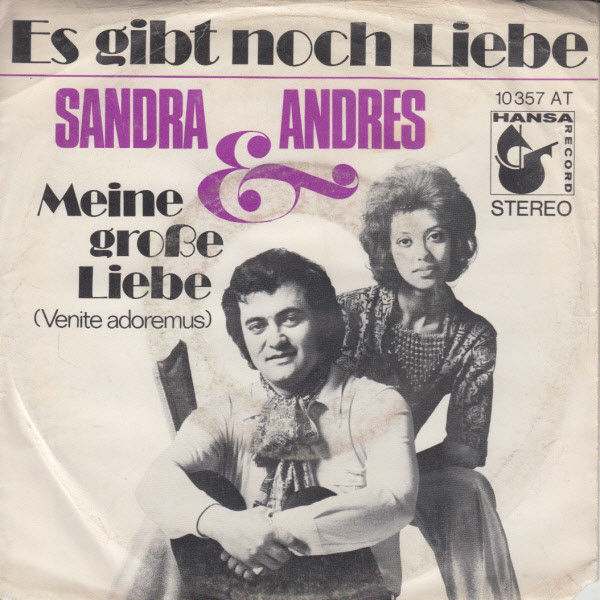 Es gibt noch Liebe
SANDRA & ANDRES
10 357 AT
HANSA
RECORD
STEREO
Meine
große
Liebe
(Venite adoremus)